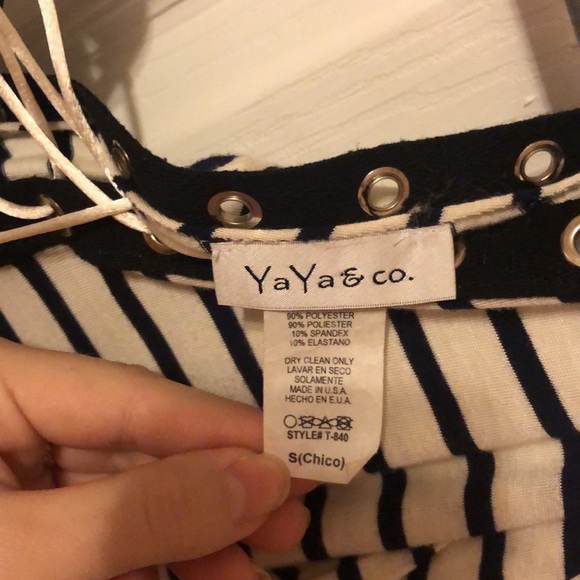 YaYa & co.
90% POLYESTER
90% POLIESTER
10% SPANDEX
10% ELASTANO
DRY CLEAN ONLY
LAVAR EN SECO
SOLAMENTE
MADE IN U.S.A.
HECHO EN E.U.A.
STYLE# T-840
S(Chico)